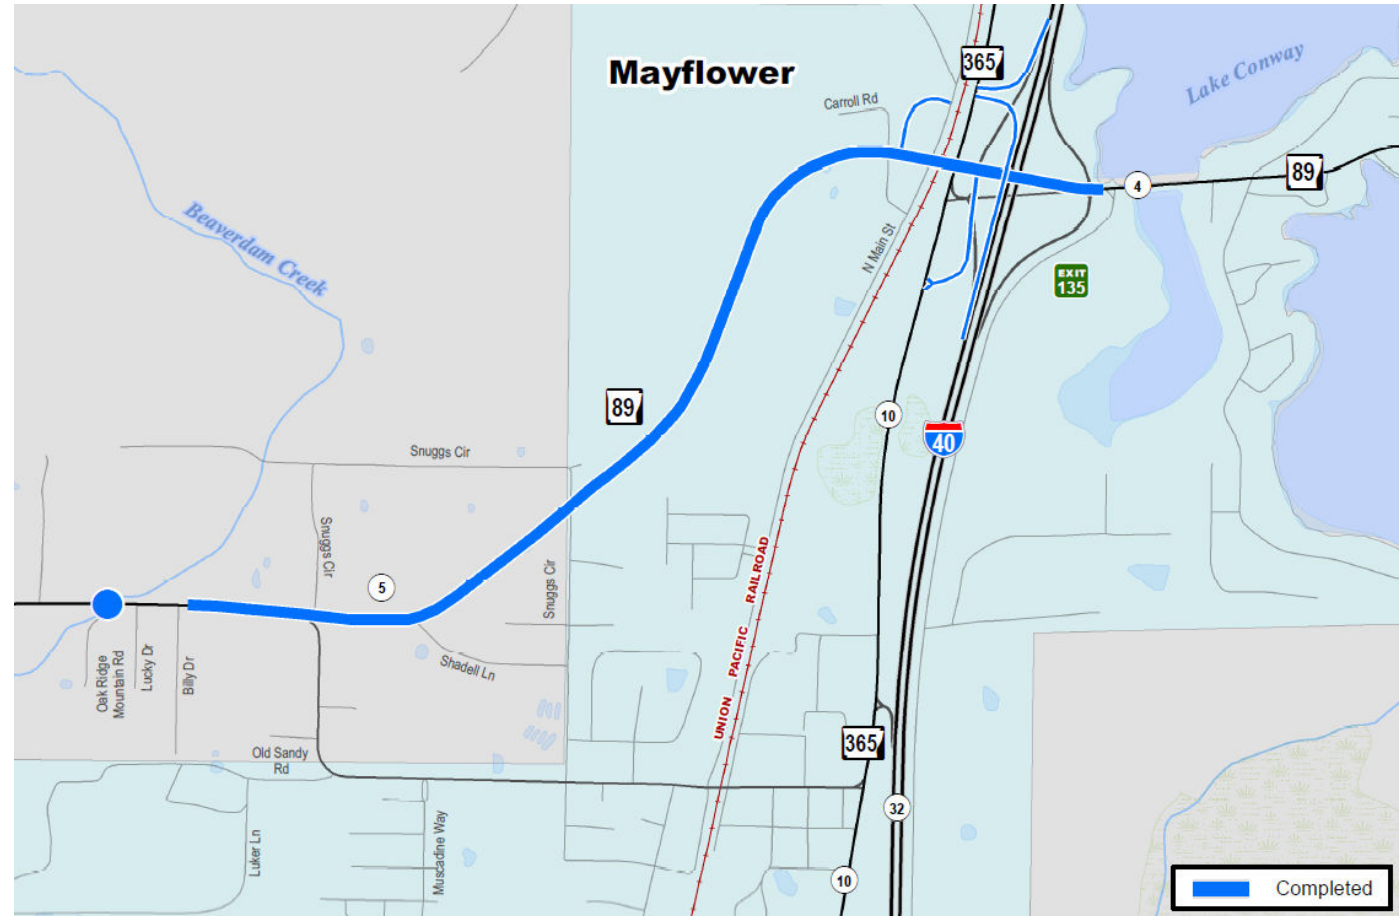 365
Mayflower
Lake Conway
Carroll Rd
89
4
Beaverdam Creek
N Main St
EXIT
135
89
10
40
Snuggs Cir
Snuggs Cir
5
Snuggs Cir
UNION PACIFIC RAILROAD
Oak Ridge
Mountain Rd
Lucky Dr
Billy Dr
Shadell Ln
365
Old Sandy
Rd
32
Luker Ln
Muscadine Way
10
Completed